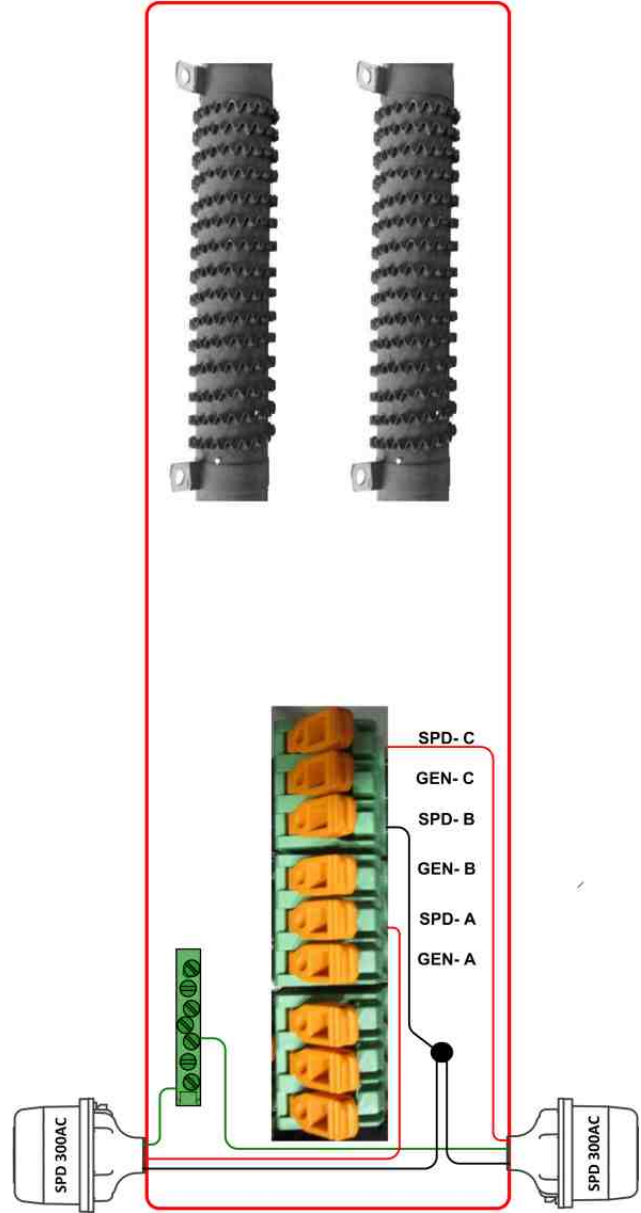 SPD- C
GEN- C
SPD- B
GEN- B
SPD- A
GEN- A
SPD 300AC
SPD 300AC